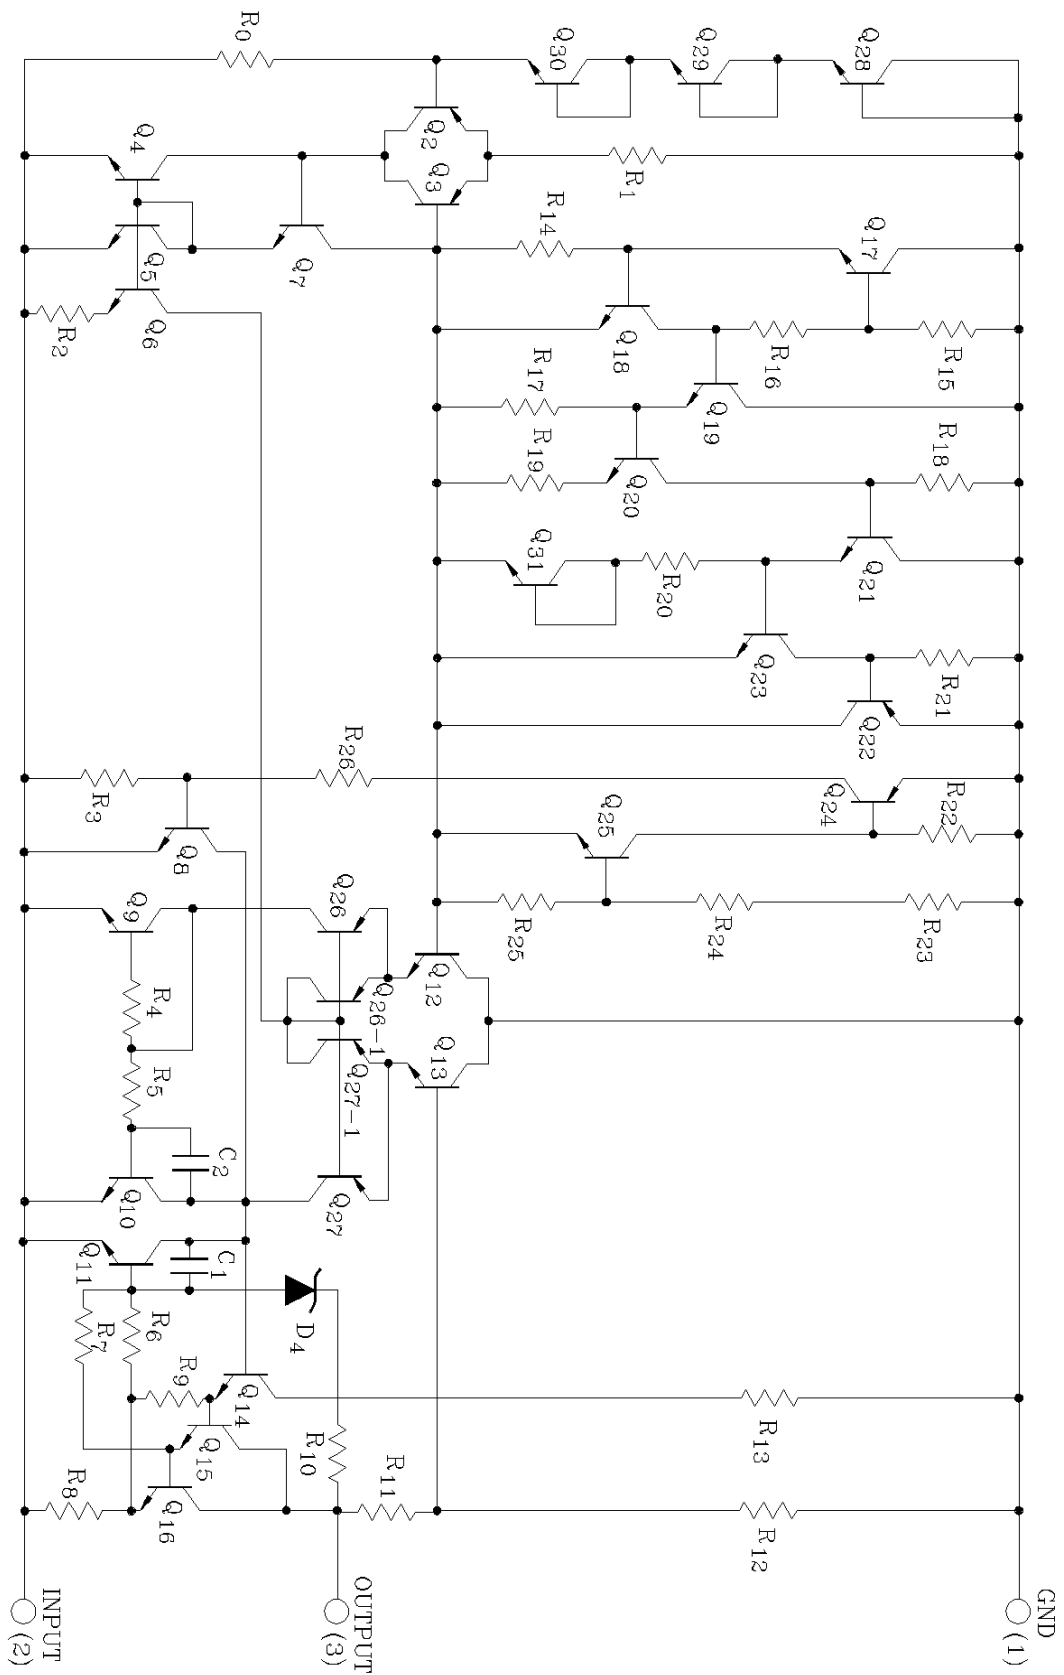 GND
(1)
OUTPUT
(3)
INPUT
(2)
Q28
Q29
Q30
R0
R1
Q2
Q3
Q4
Q5
Q6
Q7
R2
Q17
R14
R15
R16
Q18
Q19
R17
R18
R19
Q20
Q21
R20
Q31
R21
Q22
Q23
R22
Q24
Q25
R26
R3
Q8
R23
R24
R25
Q12
Q13
Q26
Q26-1
Q27-1
Q27
Q9
R4
R5
C2
Q10
Q11
C1
D4
R6
R7
R9
Q14
Q15
Q16
R8
R10
R11
R13
R12